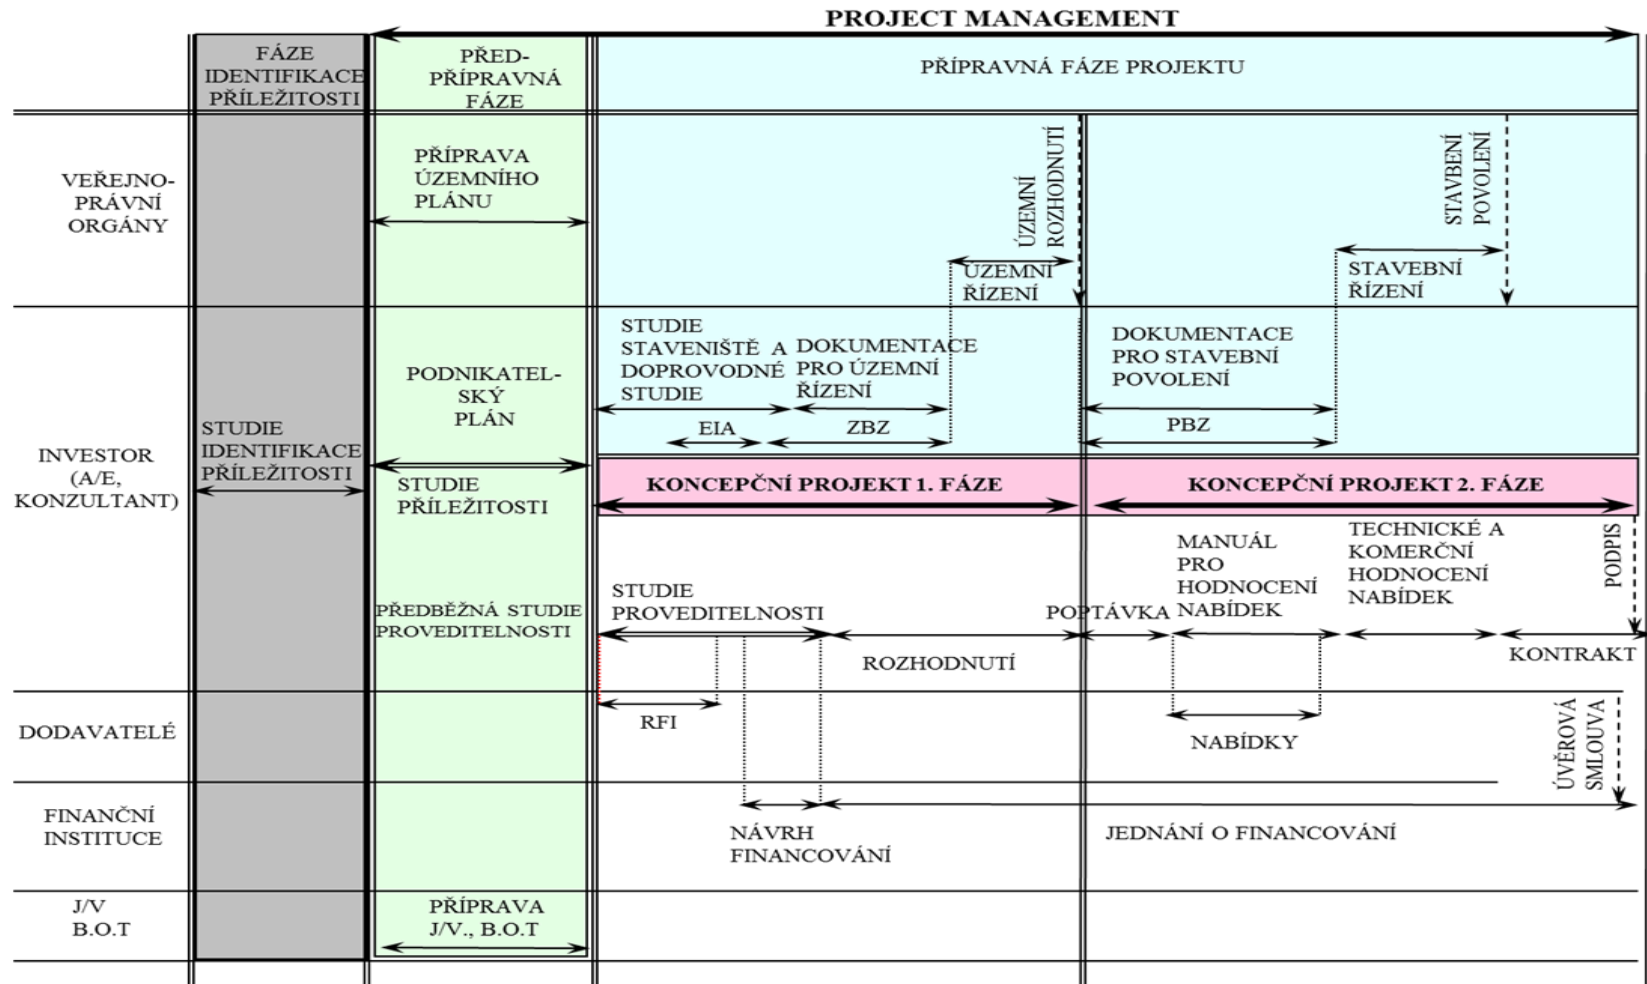 PROJECT MANAGEMENT
FÁZE
IDENTIFIKACE
PŘÍLEŽITOSTI
PŘED-
PŘÍPRAVNÁ
FÁZE
PŘÍPRAVNÁ FÁZE PROJEKTU
VEŘEJNO-
PRÁVNÍ
ORGÁNY
PŘÍPRAVA
ÚZEMNÍHO
PLÁNU
ÚZEMNÍ
ROZHODNUTÍ
ÚZEMNÍ
ŘÍZENÍ
STAVBENÍ
POVOLENÍ
STAVEBNÍ
ŘÍZENÍ
INVESTOR
(A/E,
KONZULTANT)
STUDIE
IDENTIFIKACE
PŘÍLEŽITOSTI
PODNIKATEL-
SKÝ
PLÁN
STUDIE
PŘÍLEŽITOSTI
PŘEDBĚŽNÁ STUDIE
PROVEDITELNOSTI
STUDIE
STAVENIŠTĚ A
DOPROVODNÉ
STUDIE
DOKUMENTACE
PRO ÚZEMNÍ
ŘÍZENÍ
EIA
ZBZ
DOKUMENTACE
PRO STAVEBNÍ
POVOLENÍ
PBZ
KONCEPČNÍ PROJEKT 1. FÁZE
KONCEPČNÍ PROJEKT 2. FÁZE
STUDIE
PROVEDITELNOSTI
ROZHODNUTÍ
POPTÁVKA
MANUÁL
PRO
HODNOCENÍ
NABÍDEK
TECHNICKÉ A
KOMERČNÍ
HODNOCENÍ
NABÍDEK
PODPIS
KONTRAKT
DODAVATELÉ
RFI
NABÍDKY
ÚVĚROVÁ
SMLOUVA
FINANČNÍ
INSTITUCE
NÁVRH
FINANCOVÁNÍ
JEDNÁNÍ O FINANCOVÁNÍ
J/V
B.O.T
PŘÍPRAVA
J/V., B.O.T